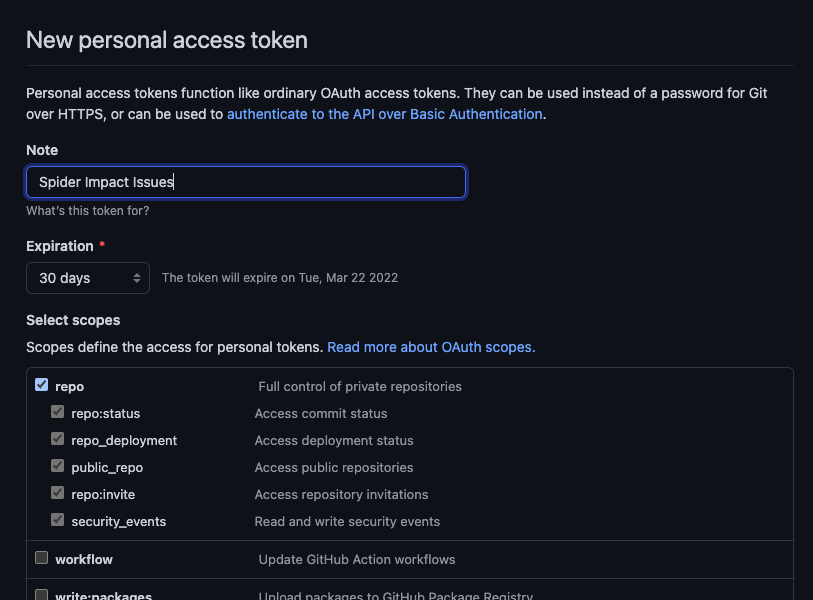 New personal access token
Personal access tokens function like ordinary OAuth access tokens. They can be used instead of a password for Git
over HTTPS, or can be used to authenticate to the API over Basic Authentication.
Note
Spider Impact Issues
What's this token for?
Expiration *
30 days The token will expire on Tue, Mar 22 2022
Select scopes
Scopes define the access for personal tokens. Read more about OAuth scopes.
repo Full control of private repositories
repo:status Access commit status
repo_deployment Access deployment status
public_repo Access public repositories
repo:invite Access repository invitations
security_events Read and write security events
workflow Update GitHub Action workflows
write:packages Upload packages to GitHub Package Registry